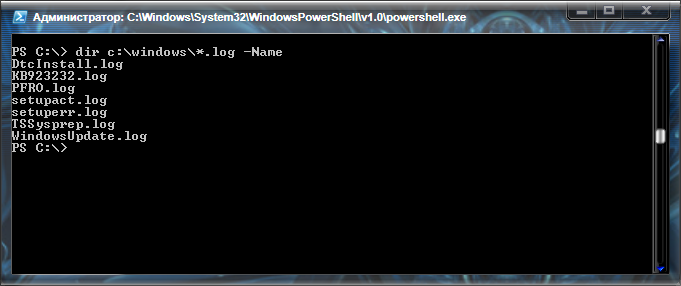 Администратор: C:\Windows\System32\WindowsPowerShell\v1.0\powershell.exe
PS C:\> dir c:\windows\*.log -Name
DtcInstall.log
KB923232.log
PFRO.log
setupact.log
setuperr.log
TSSysprep.log
WindowsUpdate.log
PS C:\>